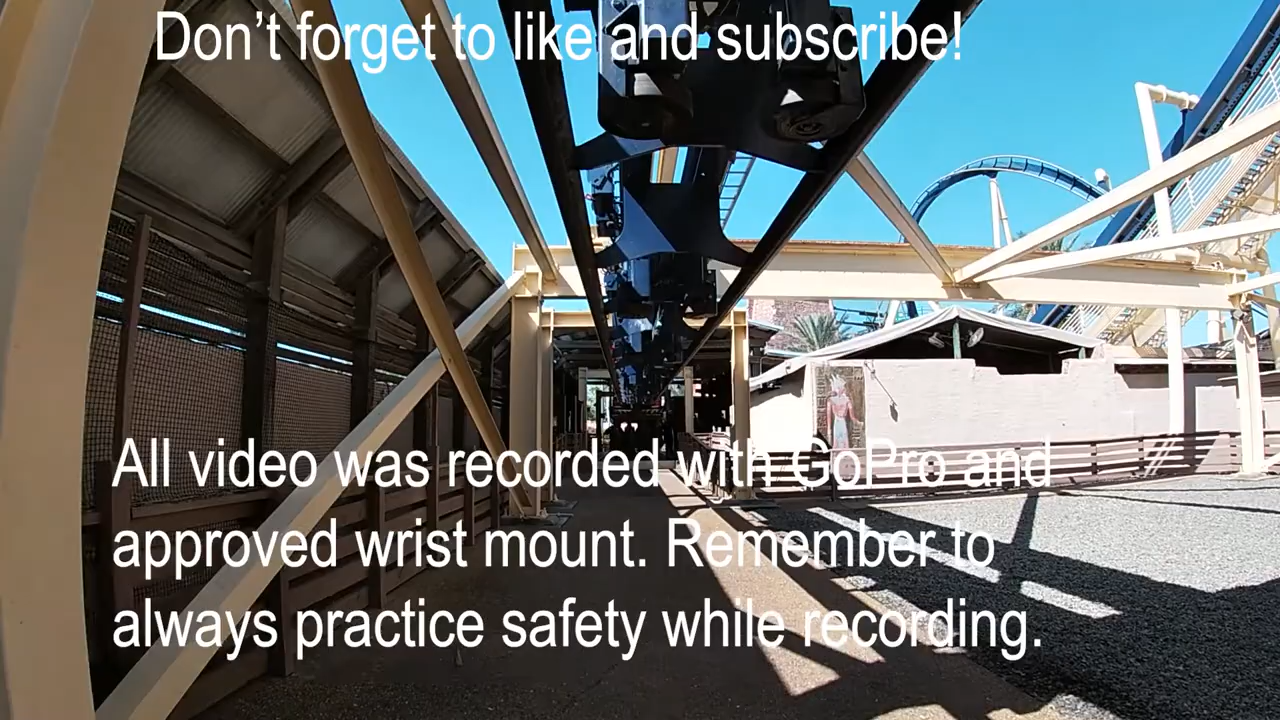 Don’t forget to like and subscribe!
All video was recorded with GoPro and
approved wrist mount. Remember to
always practice safety while recording.